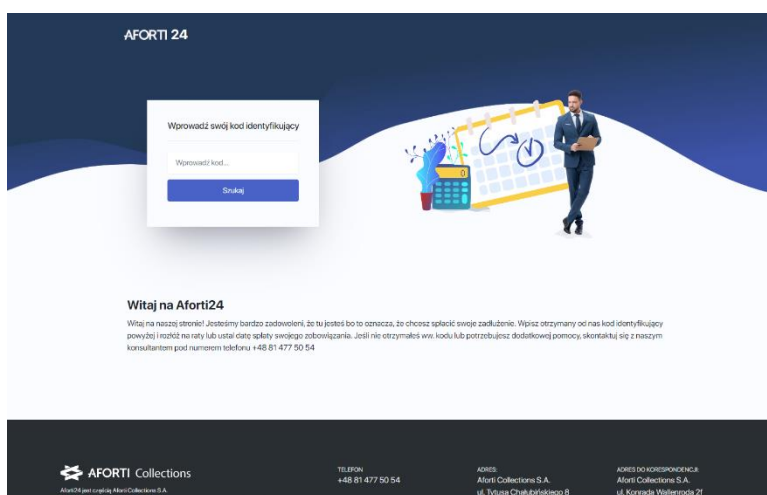 AFORTI 24
Wprowadź swój kod identyfikujący
Wprowadź kod...
Szukaj
Witaj na Aforti24
Witaj na naszej stronie! Jesteśmy bardzo zadowoleni, że tu jesteś bo to oznacza, że chcesz spłacić swoje zadłużenie. Wpisz otrzymany od nas kod identyfikujący
powyżej i rozłóż na raty lub ustal datę spłaty swojego zobowiązania. Jeśli nie otrzymałeś ww. kodu lub potrzebujesz dodatkowej pomocy, skontaktuj się z naszym
konsultantem pod numerem telefonu +48 81 477 50 54
AFORTI Collections
Aforti24 jest częścią Aforti Collections S.A.
TELEFON
+48 81 477 50 54
ADRES:
Aforti Collections S.A.
ul. Tytusa Chałubińskiego 8
ADRES DO KORESPONDENCJI:
Aforti Collections S.A.
ul. Konrada Wallenroda 2f